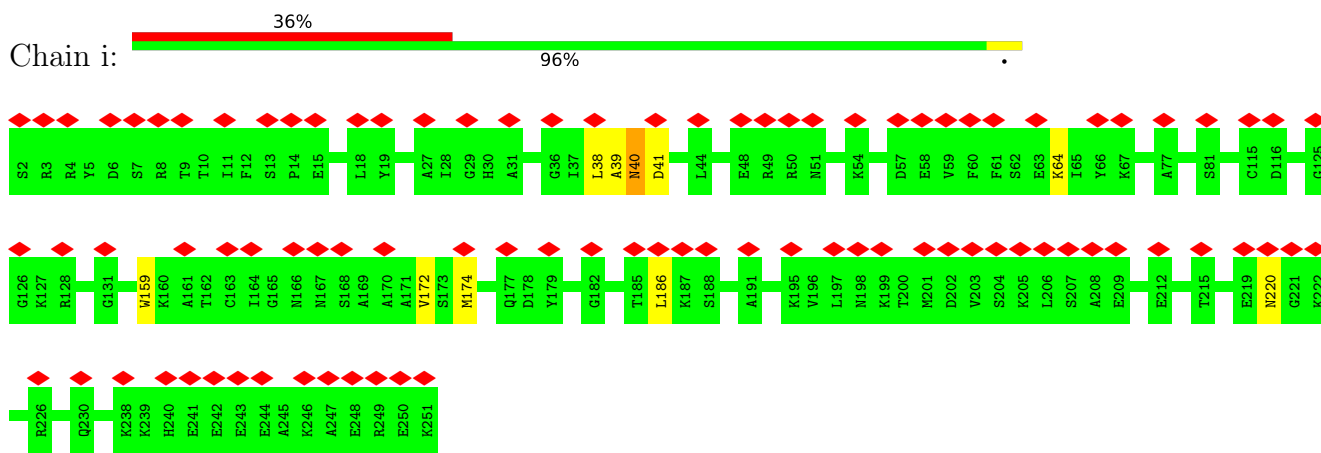 36%
Chain i:
96%
.
S2 R3 R4 Y5 D6 S7 R8 T9 T10 I11 F12 S13 P14 E15 L18 Y19 A27 I28 G29 H30 A31 G36 I37 L38 A39 N40 D41 L44 E48 R49 R50 N51 K54 D57 E58 V59 F60 F61 S62 E63 K64 I65 Y66 K67 A77 S81 C115 D116 G125
G126 K127 R128 G131 W159 K160 A161 T162 C163 I164 G165 N166 N167 S168 A169 A170 A171 V172 S173 M174 Q177 D178 Y179 G182 T185 L186 K187 S188 A191 K195 V196 L197 N198 K199 T200 M201 D202 V203 S204 K205 L206 S207 A208 E209 E212 T215 E219 N220 G221 K222
R226 Q230 K238 K239 H240 E241 E242 E243 E244 A245 K246 A247 E248 R249 E250 K251